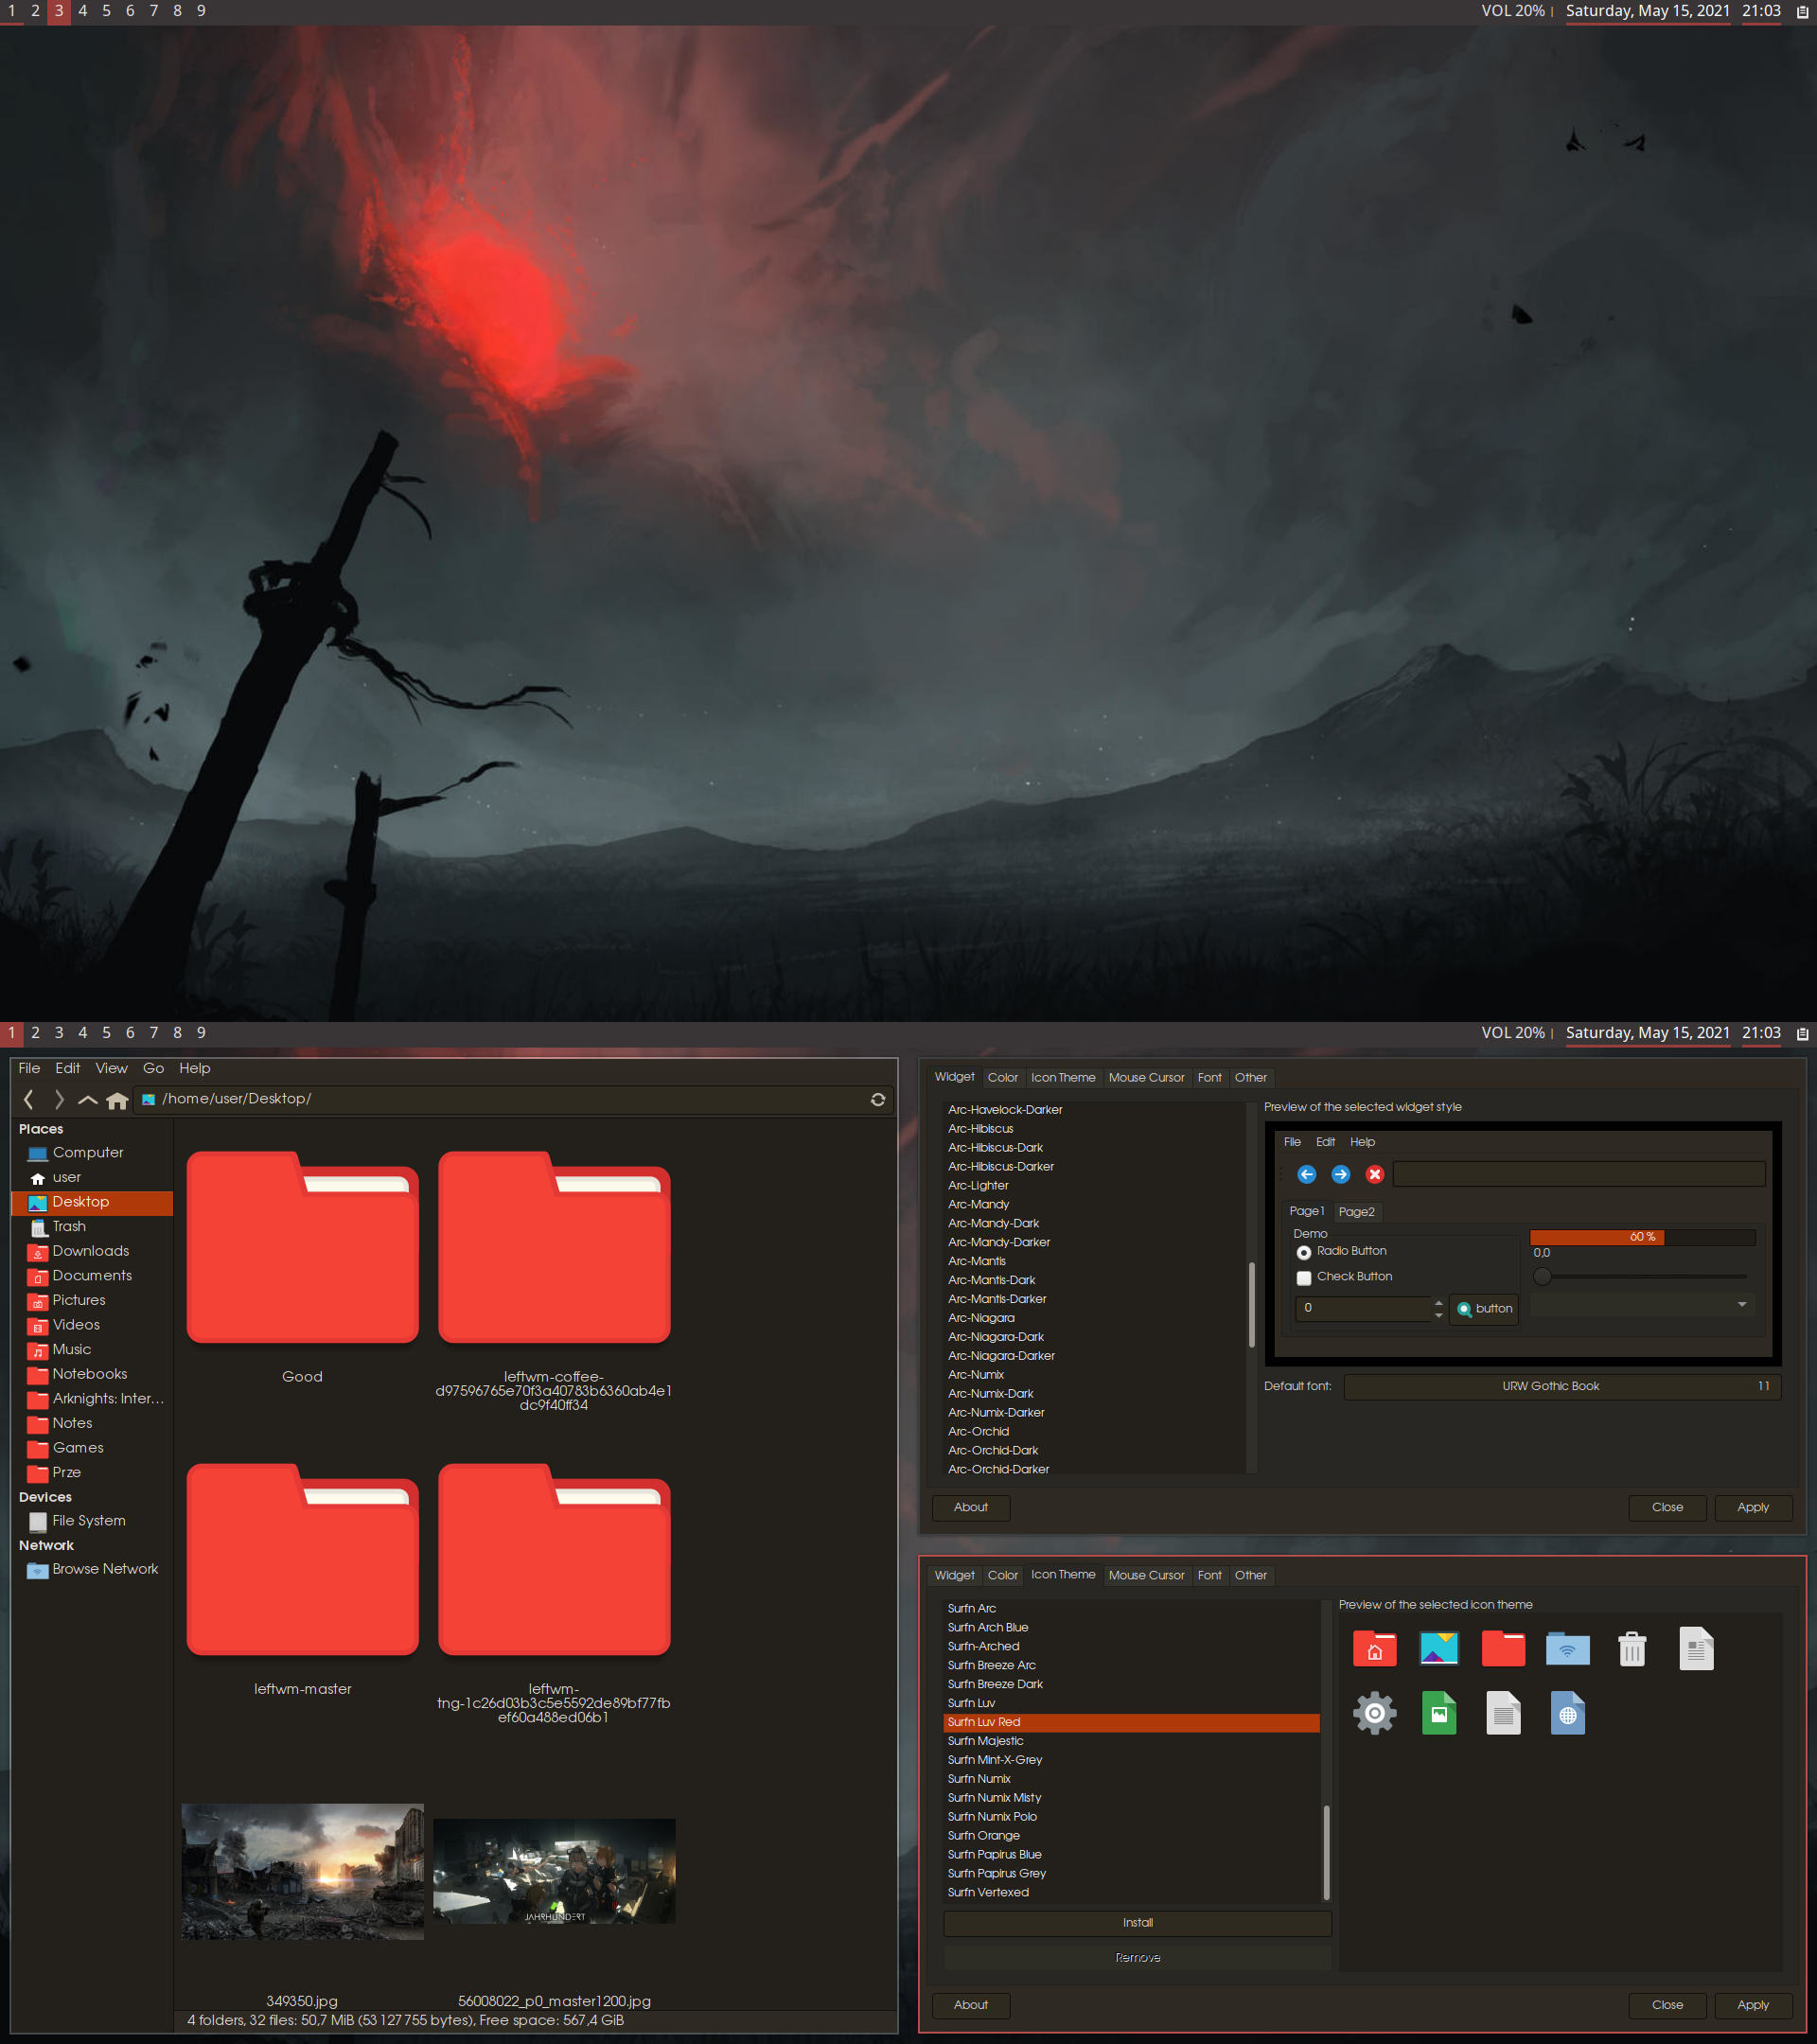 1 2 3 4 5 6 7 8 9
VOL 20% | Saturday, May 15, 2021 21:03
1 2 3 4 5 6 7 8 9
VOL 20% | Saturday, May 15, 2021 21:03
File Edit View Go Help
/home/user/Desktop/
Places
Computer
user
Desktop
Trash
Downloads
Documents
Pictures
Videos
Music
Notebooks
Arknights: Inter...
Notes
Games
Prze
Devices
File System
Network
Browse Network
Good
leftwm-coffee-
d97596765e70f3a40783b6360ab4e1
dc9f40ff34
leftwm-master
leftwm-
tng-1c26d03b3c5e5592de89bf77fb
ef60a488ed06b1
JAHRHUNDERT
349350.jpg
56008022_p0_master1200.jpg
4 folders, 32 files: 50,7 MiB (53 127 755 bytes), Free space: 567,4 GiB
Widget Color Icon Theme Mouse Cursor Font Other
Arc-Havelock-Darker
Arc-Hibiscus
Arc-Hibiscus-Dark
Arc-Hibiscus-Darker
Arc-Lighter
Arc-Mandy
Arc-Mandy-Dark
Arc-Mandy-Darker
Arc-Mantis
Arc-Mantis-Dark
Arc-Mantis-Darker
Arc-Niagara
Arc-Niagara-Dark
Arc-Niagara-Darker
Arc-Numix
Arc-Numix-Dark
Arc-Numix-Darker
Arc-Orchid
Arc-Orchid-Dark
Arc-Orchid-Darker
Preview of the selected widget style
File Edit Help
Page1 Page2
Demo
Radio Button
Check Button
0
button
60 %
0,0
Default font: URW Gothic Book 11
About Close Apply
Widget Color Icon Theme Mouse Cursor Font Other
Surfn Arc
Surfn Arch Blue
Surfn-Arched
Surfn Breeze Arc
Surfn Breeze Dark
Surfn Luv
Surfn Luv Red
Surfn Majestic
Surfn Mint-X-Grey
Surfn Numix
Surfn Numix Misty
Surfn Numix Polo
Surfn Orange
Surfn Papirus Blue
Surfn Papirus Grey
Surfn Vertexed
Install
Remove
Preview of the selected icon theme
About Close Apply